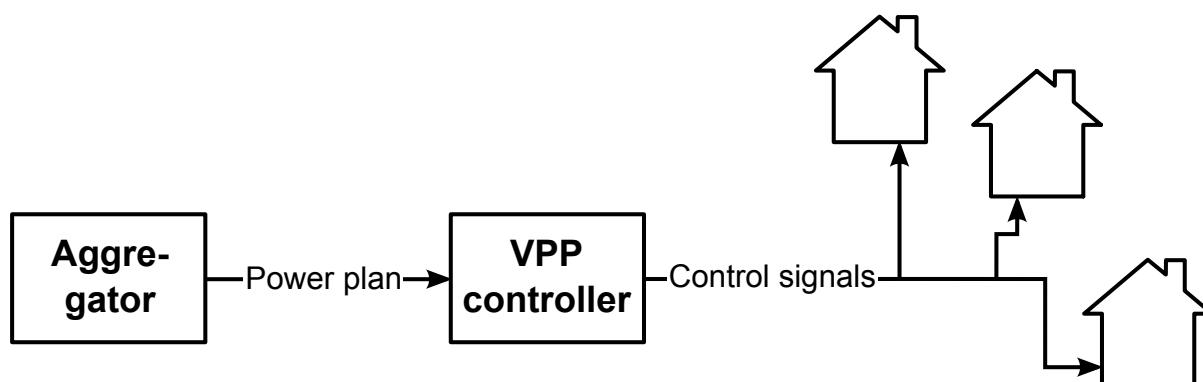 Aggre-
gator
Power plan
VPP
controller
Control signals